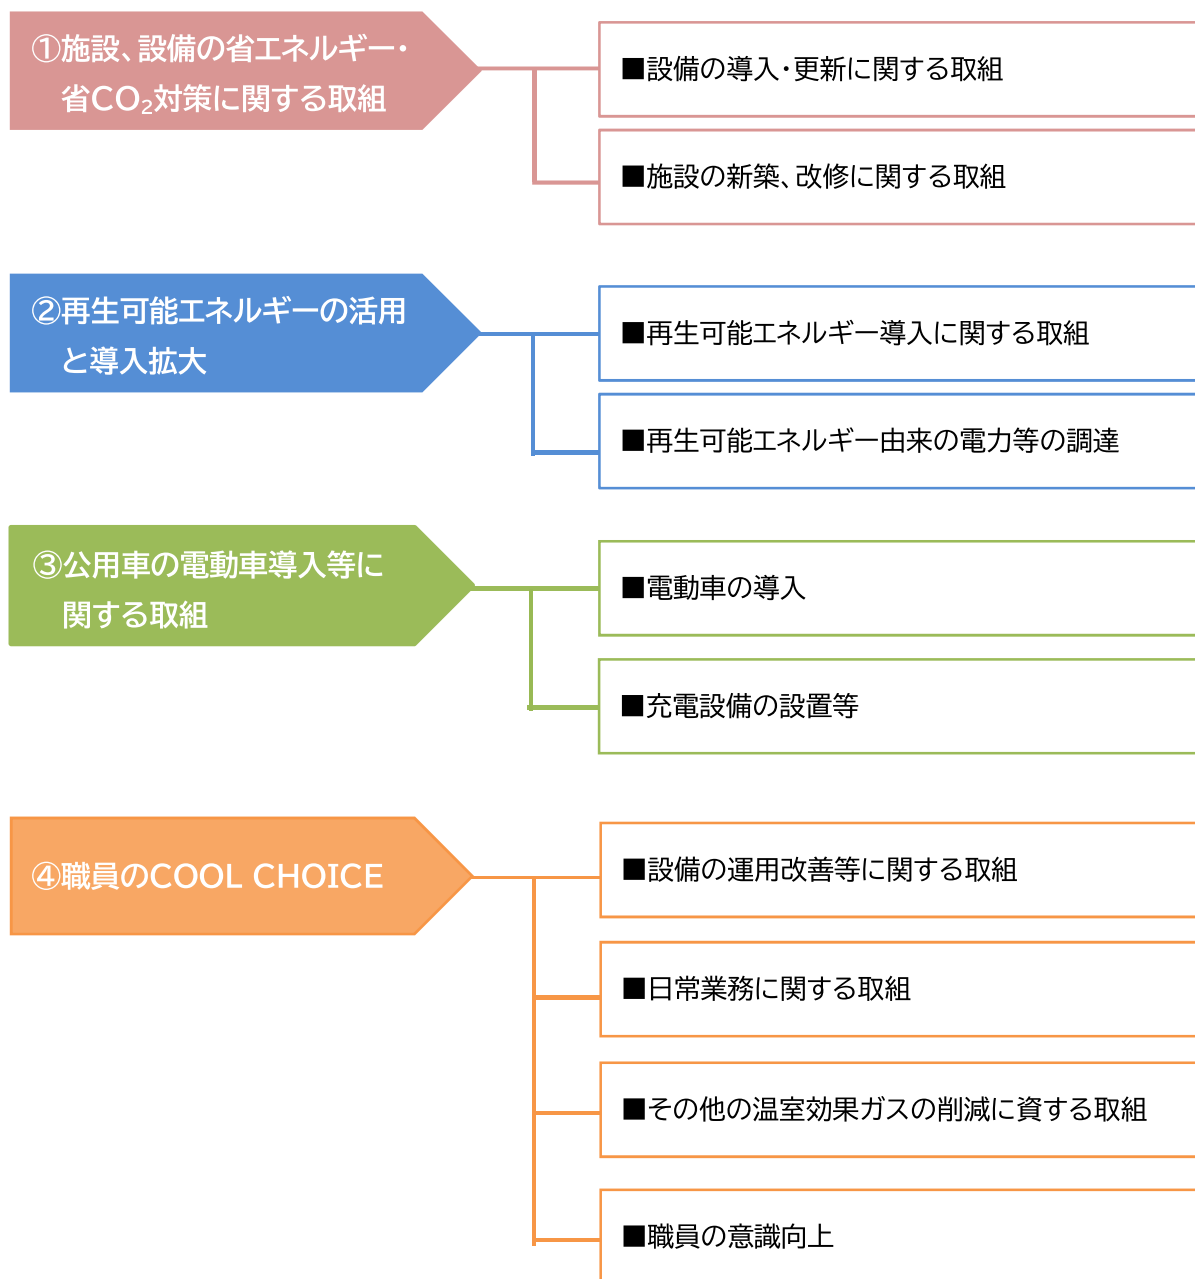 ①施設、設備の省エネルギー・
省CO₂対策に関する取組
■設備の導入・更新に関する取組
■施設の新築、改修に関する取組
②再生可能エネルギーの活用
と導入拡大
■再生可能エネルギー導入に関する取組
■再生可能エネルギー由来の電力等の調達
③公用車の電動車導入等に
関する取組
■電動車の導入
■充電設備の設置等
④職員のCOOL CHOICE
■設備の運用改善等に関する取組
■日常業務に関する取組
■その他の温室効果ガスの削減に資する取組
■職員の意識向上